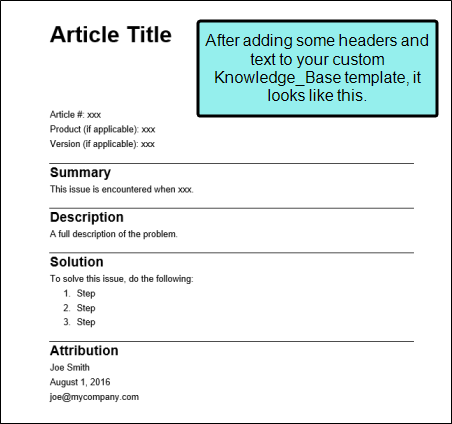 Article Title
After adding some headers and
text to your custom
Knowledge_Base template, it
looks like this.
Article #: xxx
Product (if applicable): xxx
Version (if applicable): xxx
Summary
This issue is encountered when xxx.
Description
A full description of the problem.
Solution
To solve this issue, do the following:
1. Step
2. Step
3. Step
Attribution
Joe Smith
August 1, 2016
joe@mycompany.com